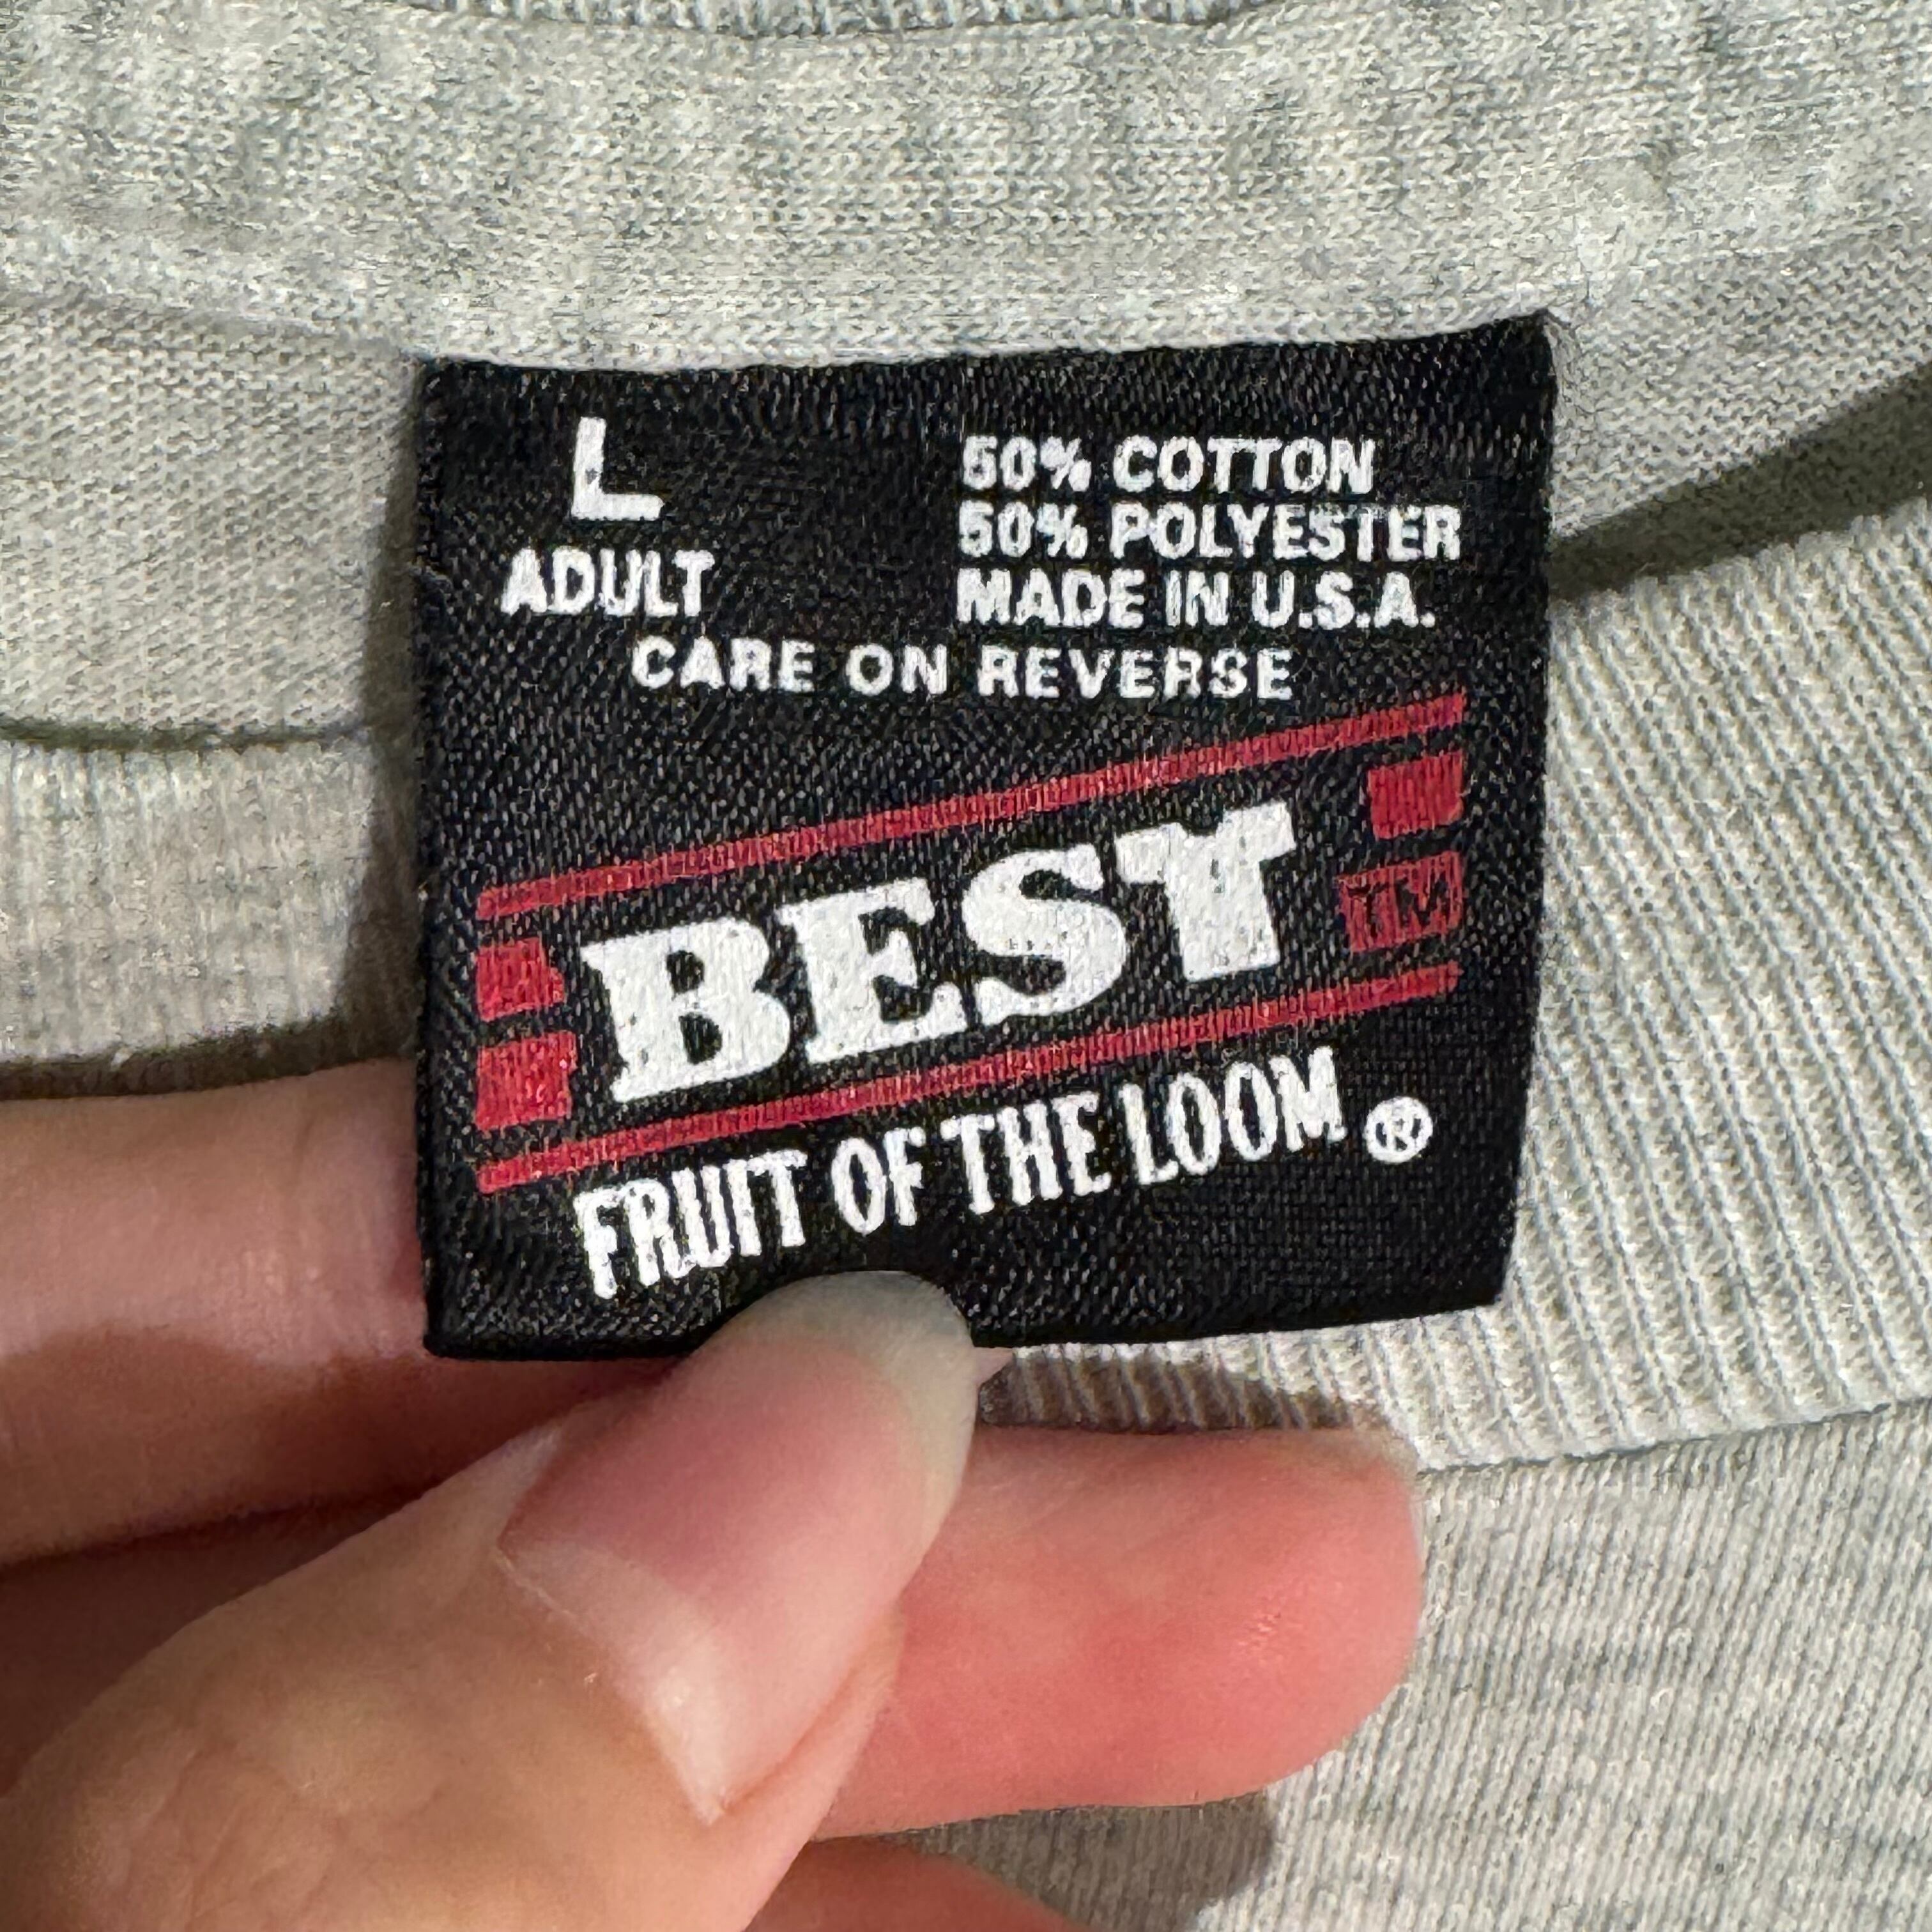 L
ADULT
50% COTTON
50% POLYESTER
MADE IN U.S.A.
CARE ON REVERSE
BEST
TM
FRUIT OF THE LOOM ®